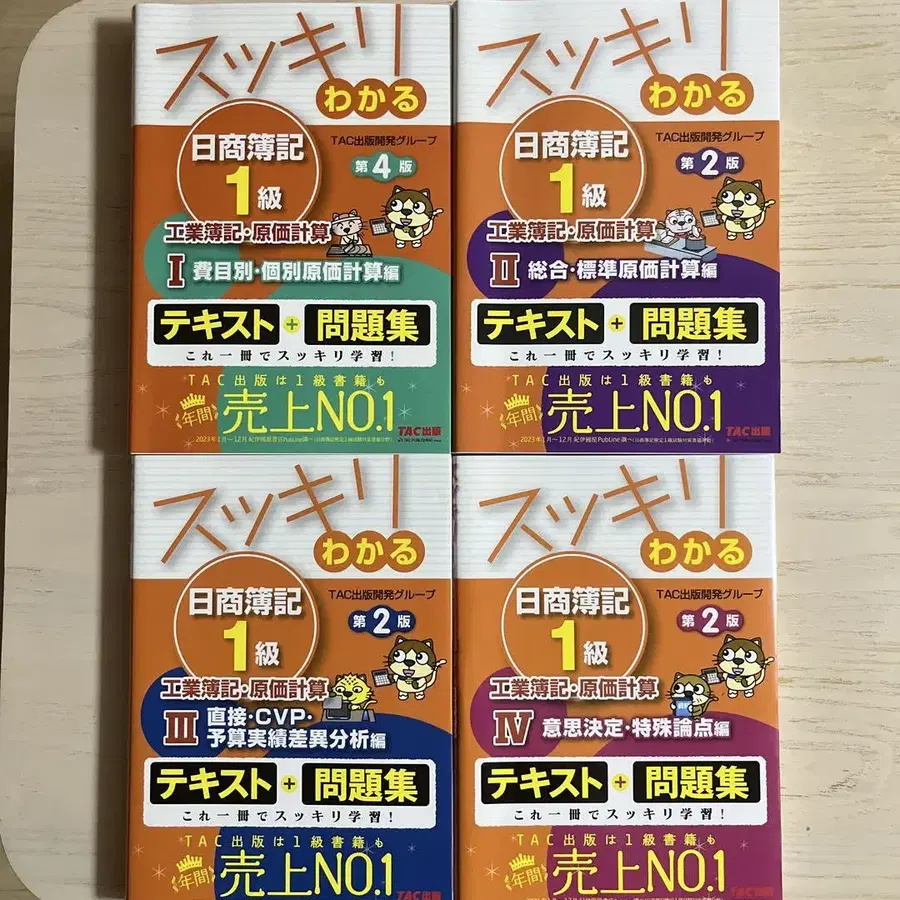 スッキリ
わかる
TAC出版開発グループ
日商簿記
1級
第4版
工業簿記・原価計算
I 費目別・個別原価計算編
テキスト+問題集
これ一冊でスッキリ学習!
TAC出版は1級書籍も
年間
売上NO.1
TAC出版
スッキリ
わかる
TAC出版開発グループ
日商簿記
1級
第2版
工業簿記・原価計算
II 総合・標準原価計算編
テキスト+問題集
これ一冊でスッキリ学習!
TAC出版は1級書籍も
年間
売上NO.1
TAC出版
スッキリ
わかる
TAC出版開発グループ
日商簿記
1級
第2版
工業簿記・原価計算
III 直接・CVP・
予算実績差異分析編
テキスト+問題集
これ一冊でスッキリ学習!
TAC出版は1級書籍も
年間
売上NO.1
TAC出版
スッキリ
わかる
TAC出版開発グループ
日商簿記
1級
第2版
工業簿記・原価計算
IV 意思決定・特殊論点編
テキスト+問題集
これ一冊でスッキリ学習!
TAC出版は1級書籍も
年間
売上NO.1
TAC出版